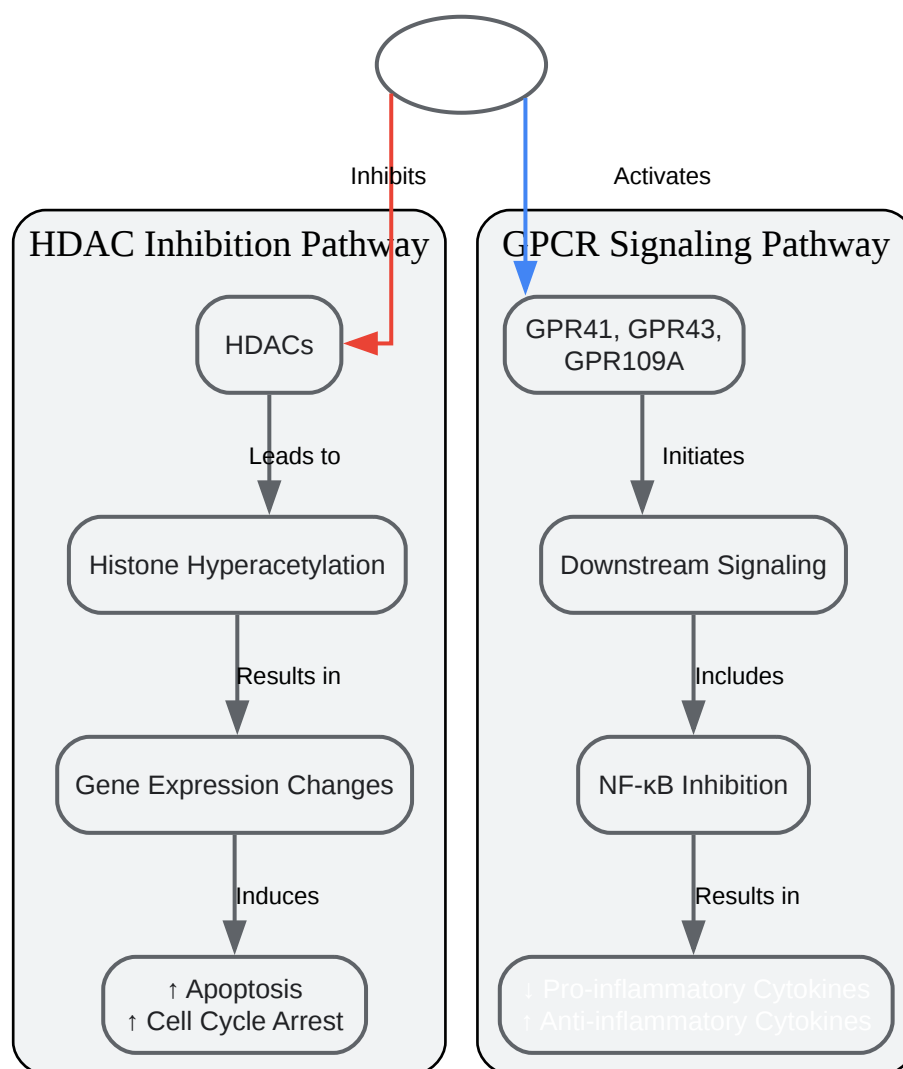 Inhibits
Activates
HDAC Inhibition Pathway
GPCR Signaling Pathway
HDACs
GPR41, GPR43,
GPR109A
Leads to
Initiates
Histone Hyperacetylation
Downstream Signaling
Results in
Includes
Gene Expression Changes
NF-κB Inhibition
Induces
Results in
↑ Apoptosis
↑ Cell Cycle Arrest
↓ Pro-inflammatory Cytokines
↑ Anti-inflammatory Cytokines